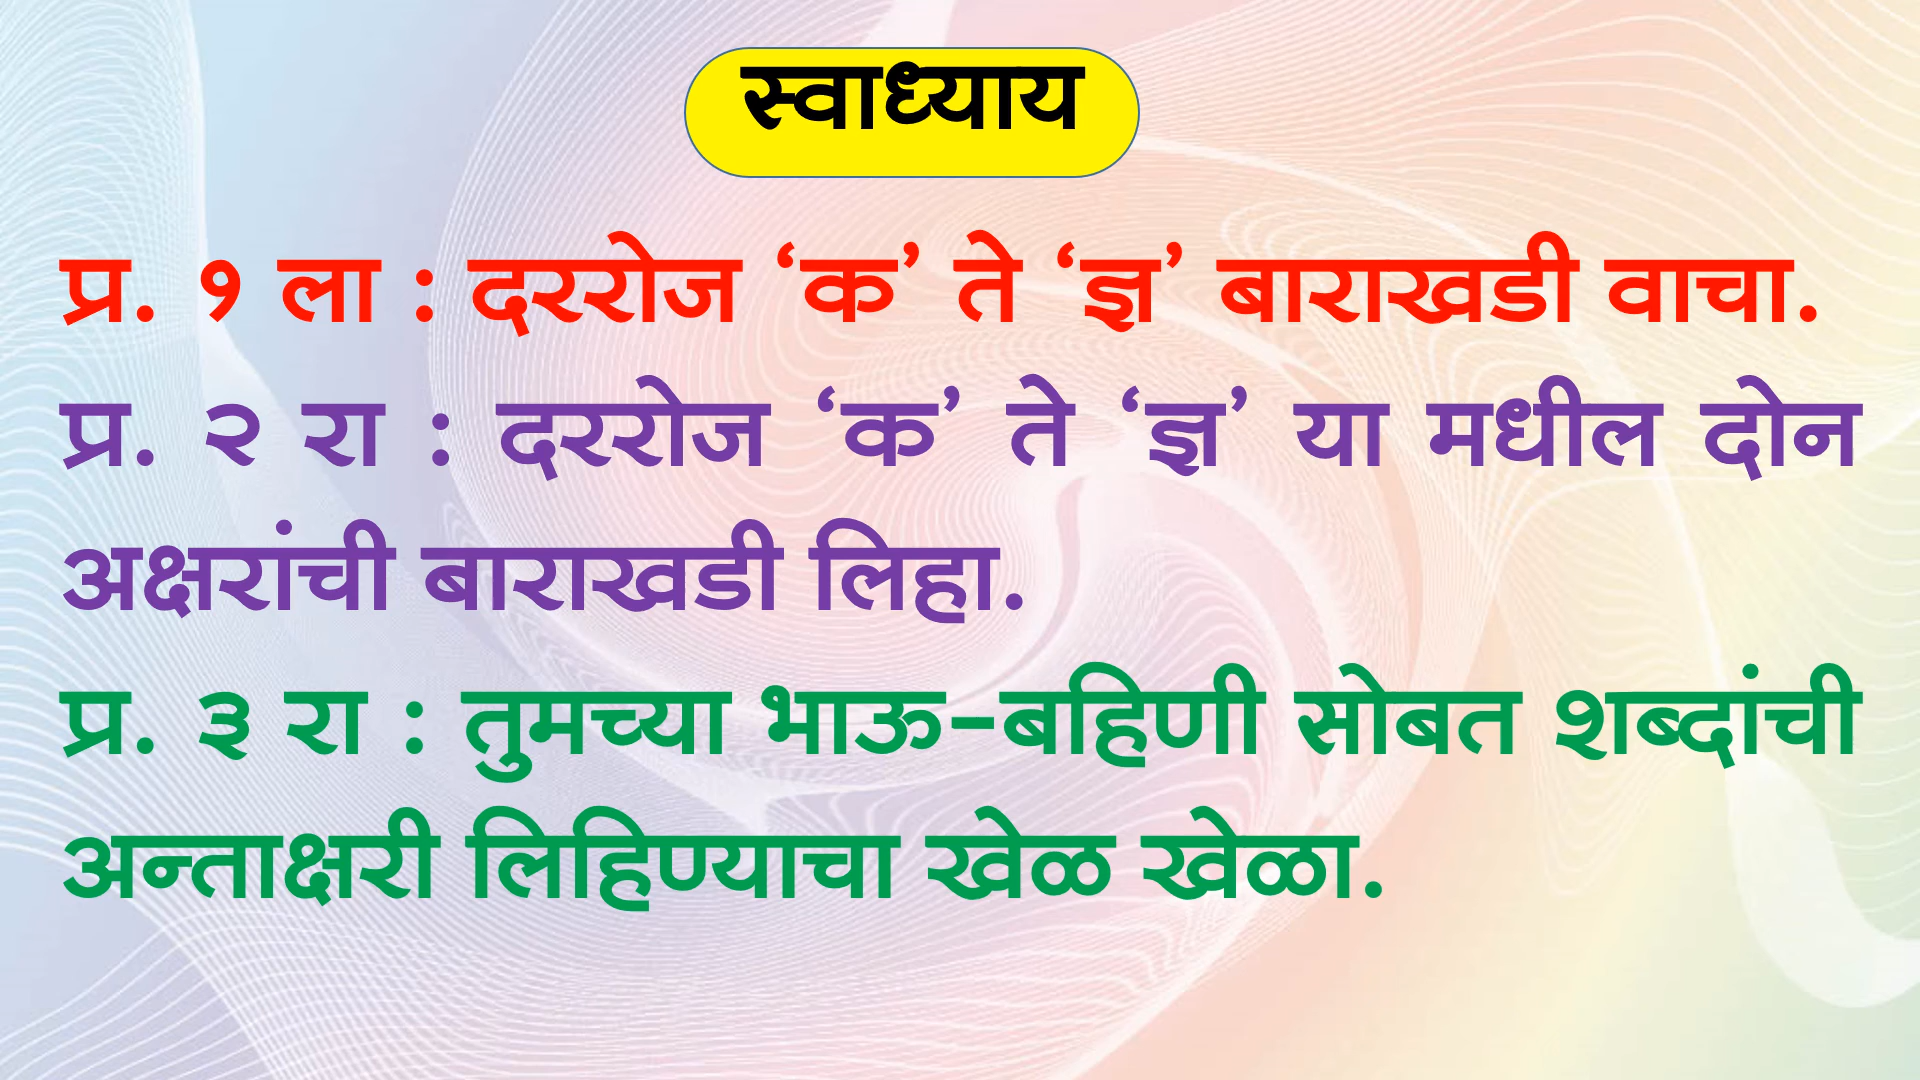 स्वाध्याय
प्र. १ ला : दररोज ‘क’ ते ‘ज्ञ’ बाराखडी वाचा.
प्र. २ रा : दररोज ‘क’ ते ‘ज्ञ’ या मधील दोन
अक्षरांची बाराखडी लिहा.
प्र. ३ रा : तुमच्या भाऊ-बहिणी सोबत शब्दांची
अन्ताक्षरी लिहिण्याचा खेळ खेळा.